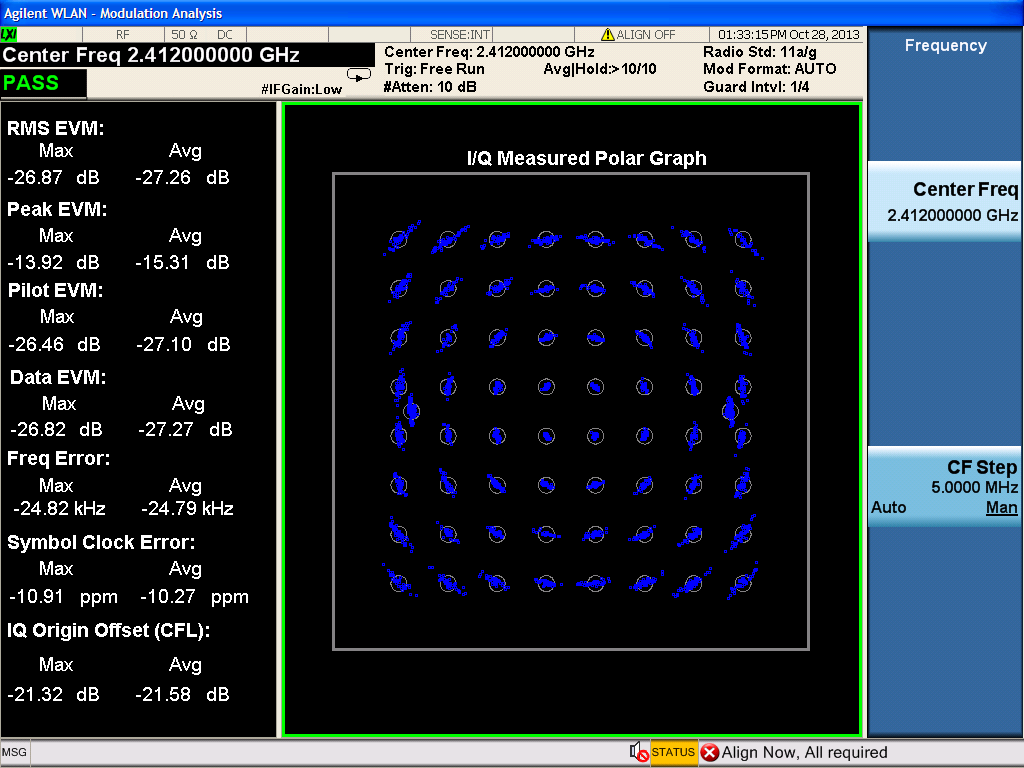 Agilent WLAN - Modulation Analysis
LXI RF 50 Ω DC SENSE:INT ALIGN OFF 01:33:15 PM Oct 28, 2013
Center Freq 2.412000000 GHz
PASS
#IFGain:Low
Center Freq: 2.412000000 GHz
Trig: Free Run Avg|Hold:>10/10
#Atten: 10 dB
Radio Std: 11a/g
Mod Format: AUTO
Guard Intvl: 1/4
RMS EVM:
Max Avg
-26.87 dB -27.26 dB
Peak EVM:
Max Avg
-13.92 dB -15.31 dB
Pilot EVM:
Max Avg
-26.46 dB -27.10 dB
Data EVM:
Max Avg
-26.82 dB -27.27 dB
Freq Error:
Max Avg
-24.82 kHz -24.79 kHz
Symbol Clock Error:
Max Avg
-10.91 ppm -10.27 ppm
IQ Origin Offset (CFL):
Max Avg
-21.32 dB -21.58 dB
I/Q Measured Polar Graph
Frequency
Center Freq
2.412000000 GHz
CF Step
5.0000 MHz
Auto Man
MSG STATUS Align Now, All required